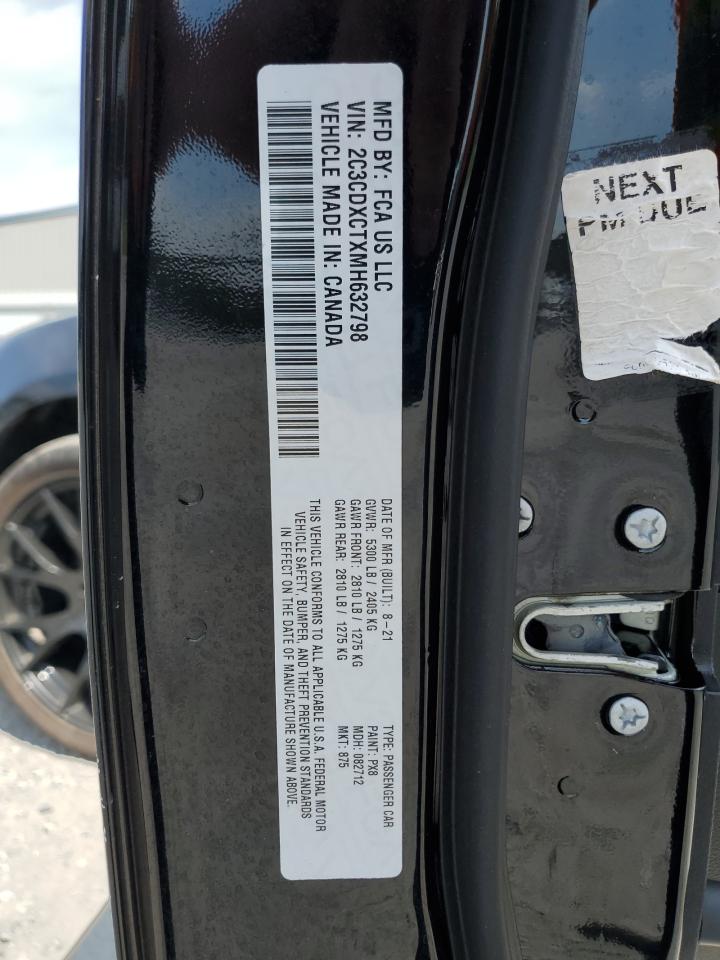 MFD BY: FCA US LLC
VIN: 2C3CDXCTXMH632798
VEHICLE MADE IN: CANADA
DATE OF MFR (BUILT): 8-21
GVWR: 5300 LB / 2405 KG
GAWR FRONT: 2810 LB / 1275 KG
GAWR REAR: 2810 LB / 1275 KG
THIS VEHICLE CONFORMS TO ALL APPLICABLE U.S.A. FEDERAL MOTOR
VEHICLE SAFETY, BUMPER, AND THEFT PREVENTION STANDARDS
IN EFFECT ON THE DATE OF MANUFACTURE SHOWN ABOVE.
TYPE: PASSENGER CAR
PAINT: PX8
MDH: 082712
MKT: 875
NEXT
PM DUE